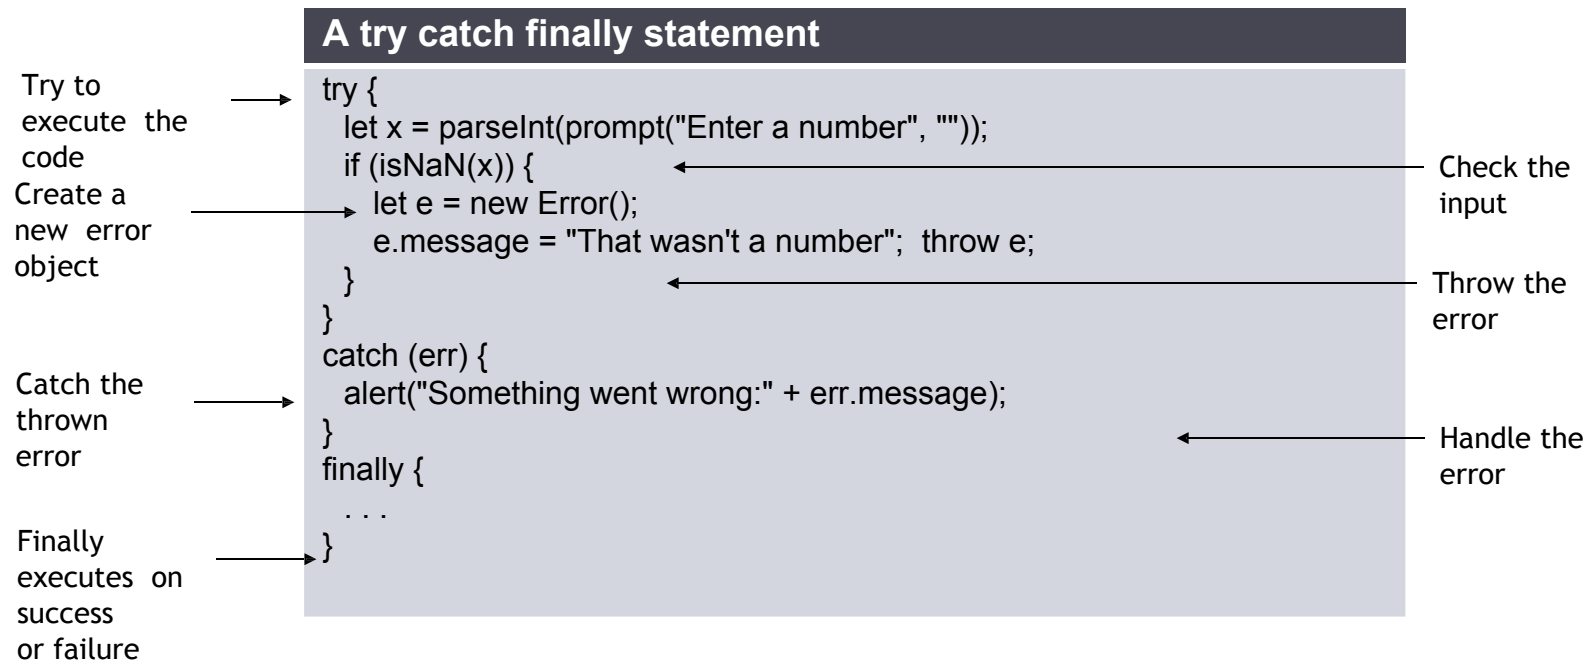 A try catch finally statement
Try to
execute the
code
Create a
new error
object
Catch the
thrown
error
Finally
executes on
success
or failure
try {
let x = parseInt(prompt("Enter a number", ""));
if (isNaN(x)) {
let e = new Error();
e.message = "That wasn't a number"; throw e;
}
}
catch (err) {
alert("Something went wrong:" + err.message);
}
finally {
. . .
}
Check the
input
Throw the
error
Handle the
error